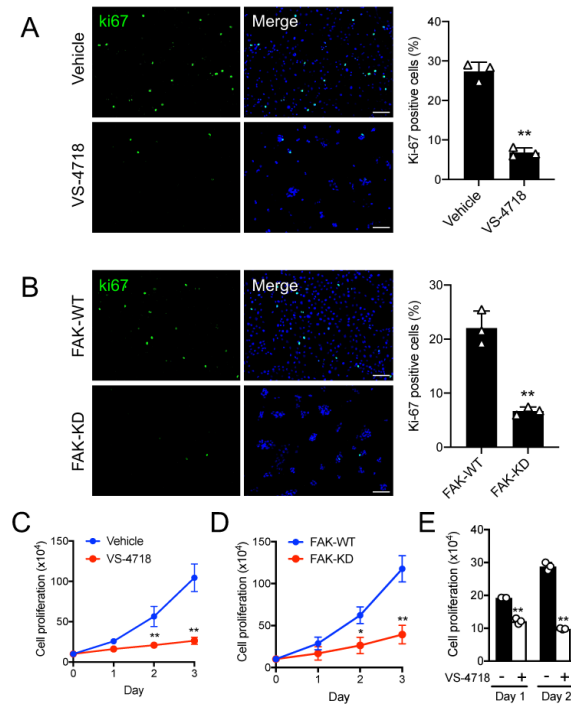 A
ki67
Merge
Vehicle
VS-4718
Ki-67 positive cells (%)
40
30
20
10
0
**
Vehicle
VS-4718
B
ki67
Merge
FAK-WT
FAK-KD
Ki-67 positive cells (%)
30
20
10
0
**
FAK-WT
FAK-KD
C
Vehicle
VS-4718
Cell proliferation (x10⁴)
150
100
50
0
**
**
0 1 2 3
Day
D
FAK-WT
FAK-KD
Cell proliferation (x10⁴)
150
100
50
0
*
**
0 1 2 3
Day
E
Cell proliferation (x10⁴)
40
30
20
10
0
**
**
VS-4718 - + - +
Day 1 Day 2